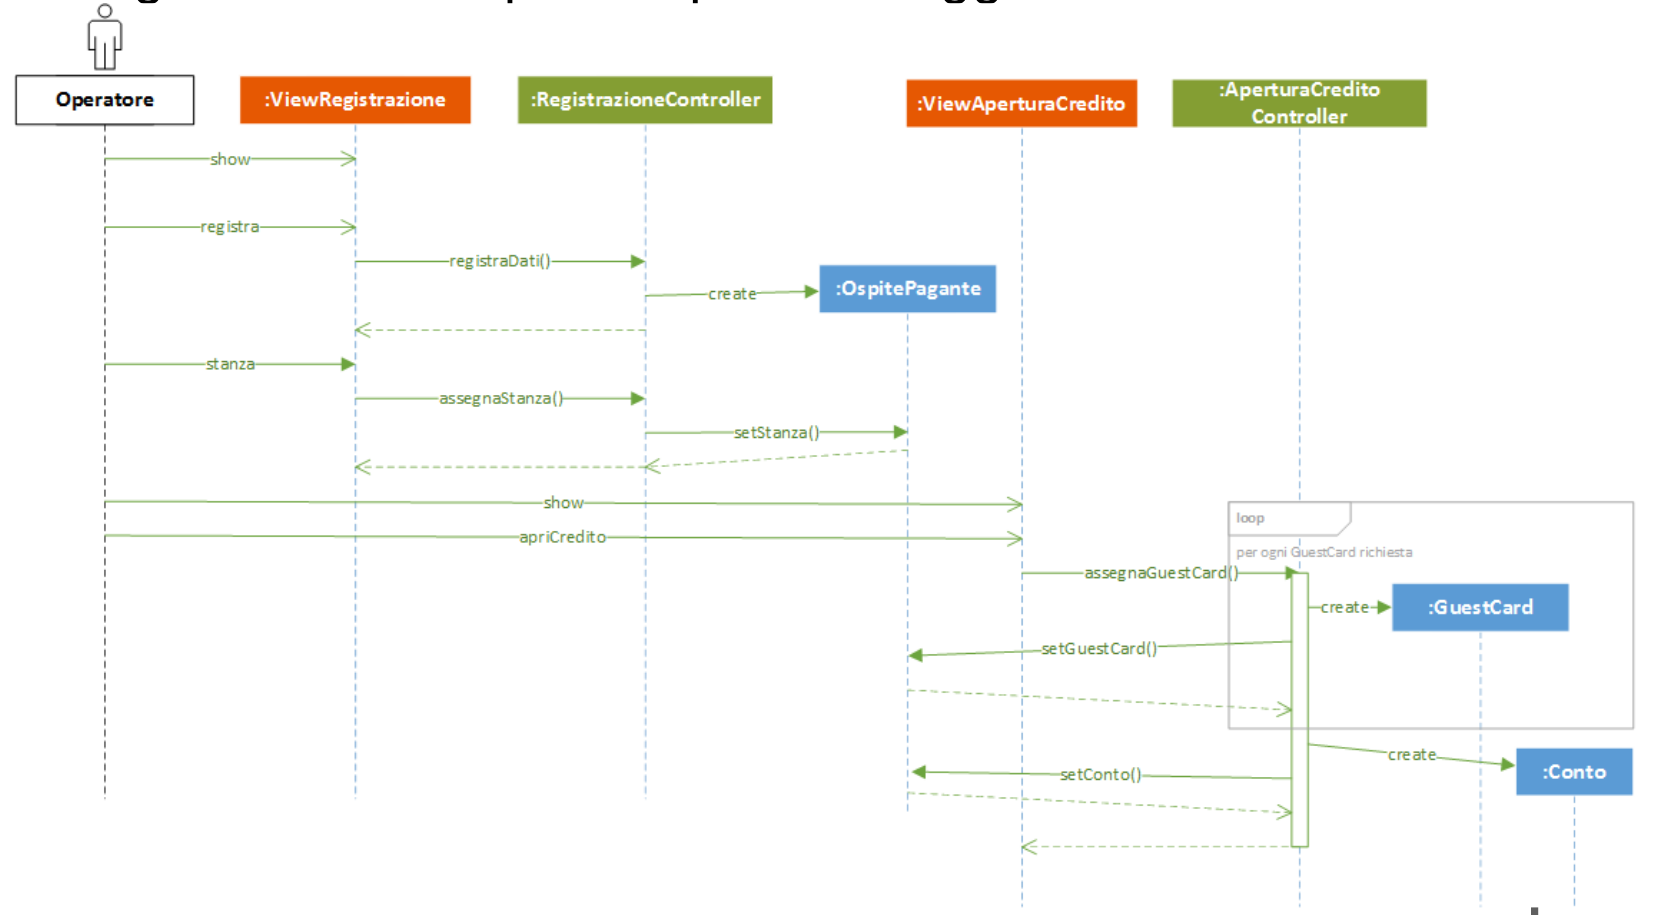 Operatore
:ViewRegistrazione
:RegistrazioneController
:ViewAperturaCredito
:AperturaCredito
Controller
show
registra
registraDati()
:OspitePagante
create
stanza
assegnaStanza()
setStanza()
show
loop
apriCredito
per ogni GuestCard richiesta
assegnaGuestCard()
create
:GuestCard
setGuestCard()
create
:Conto
setConto()